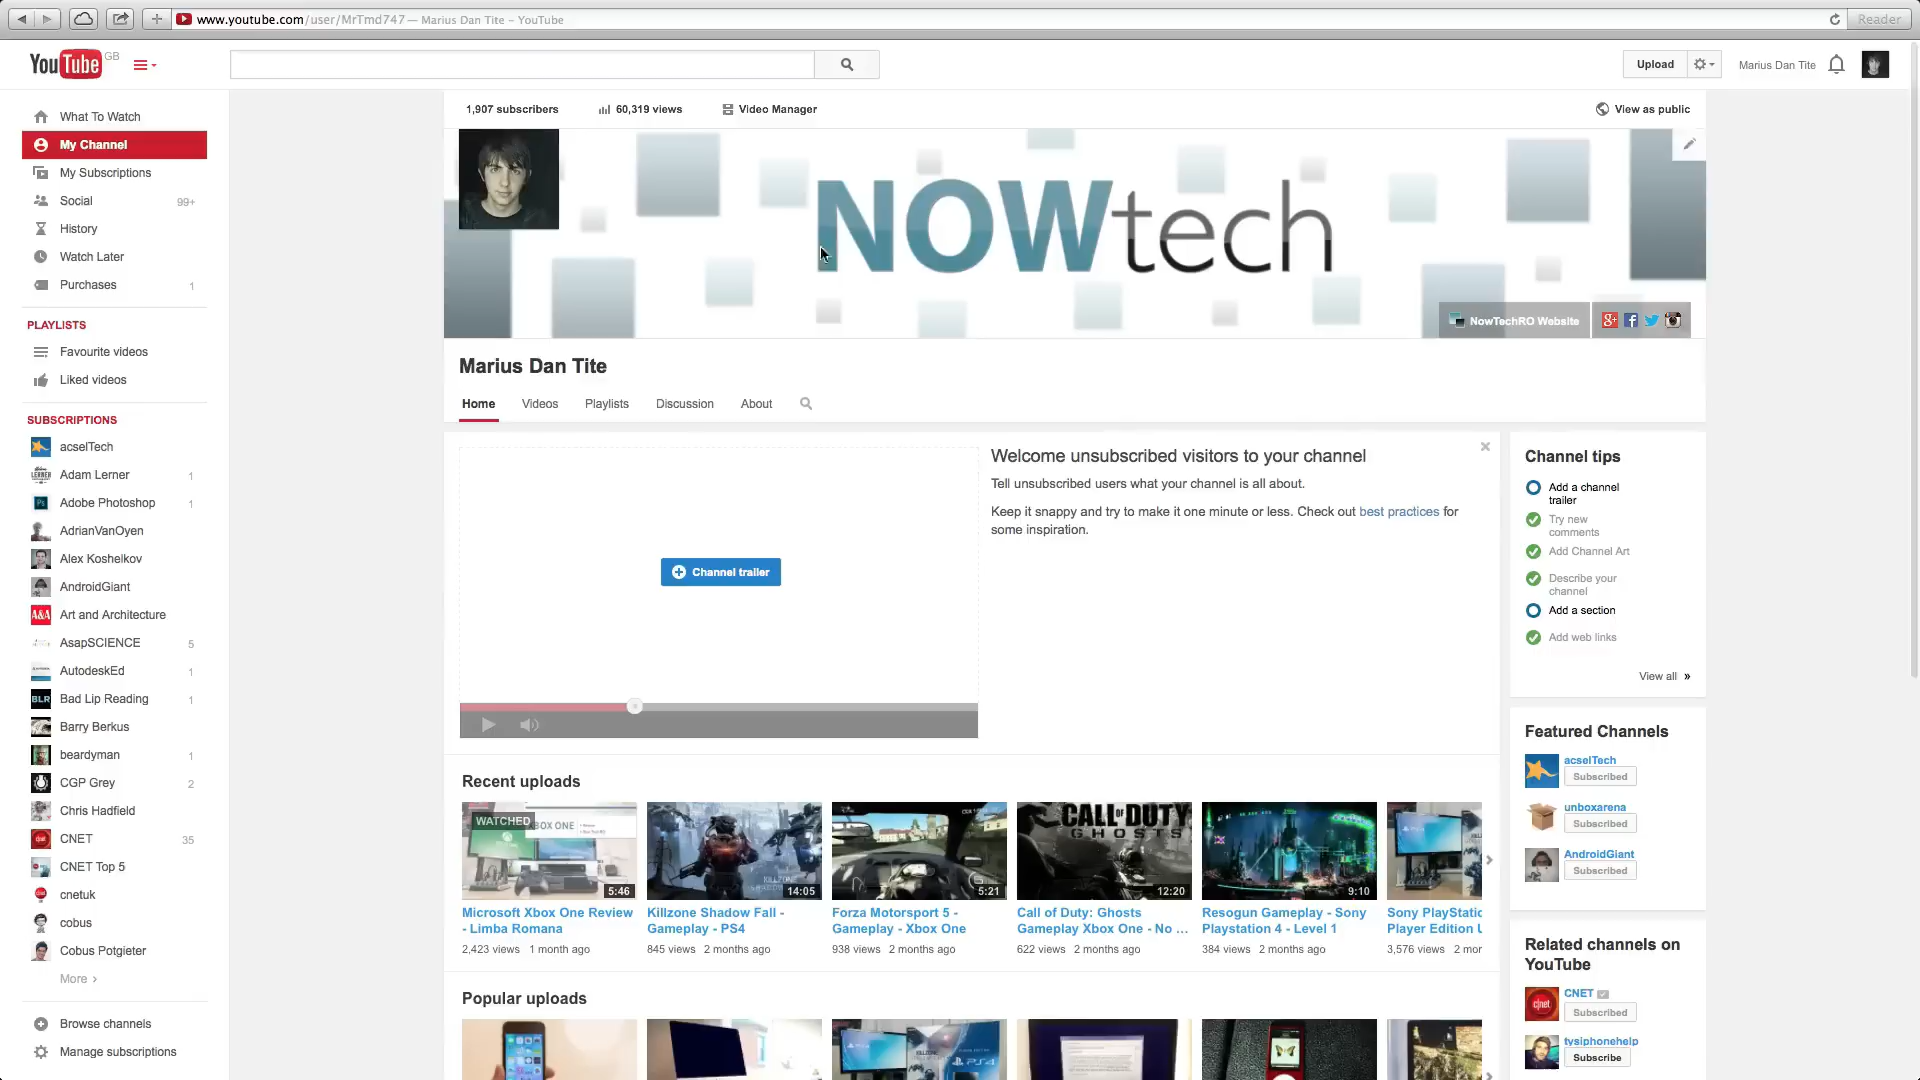 www.youtube.com/user/MrTmd747 — Marius Dan Tite – YouTube
Reader
YouTube GB
Upload
Marius Dan Tite
What To Watch
My Channel
My Subscriptions
Social 99+
History
Watch Later
Purchases 1
PLAYLISTS
Favourite videos
Liked videos
SUBSCRIPTIONS
acselTech
Adam Lerner 1
Adobe Photoshop 1
AdrianVanOyen
Alex Koshelkov
AndroidGiant
Art and Architecture
AsapSCIENCE 5
AutodeskEd 1
Bad Lip Reading 1
Barry Berkus
beardyman 1
CGP Grey 2
Chris Hadfield
CNET 35
CNET Top 5
cnetuk
cobus
Cobus Potgieter
More ›
Browse channels
Manage subscriptions
1,907 subscribers
60,319 views
Video Manager
View as public
NOWtech
NowTechRO Website
Marius Dan Tite
Home
Videos
Playlists
Discussion
About
Channel trailer
Welcome unsubscribed visitors to your channel
Tell unsubscribed users what your channel is all about.
Keep it snappy and try to make it one minute or less. Check out best practices for
some inspiration.
Recent uploads
WATCHED
XBOX ONE
5:46
Microsoft Xbox One Review
- Limba Romana
2,423 views 1 month ago
KILLZONE
14:05
Killzone Shadow Fall -
Gameplay - PS4
845 views 2 months ago
5:21
Forza Motorsport 5 -
Gameplay - Xbox One
938 views 2 months ago
CALL OF DUTY
GHOSTS
12:20
Call of Duty: Ghosts
Gameplay Xbox One - No ...
622 views 2 months ago
9:10
Resogun Gameplay - Sony
Playstation 4 - Level 1
384 views 2 months ago
Sony PlayStatic
Player Edition U
3,576 views 2 mor
Popular uploads
PS4
Channel tips
Add a channel
trailer
Try new
comments
Add Channel Art
Describe your
channel
Add a section
Add web links
View all »
Featured Channels
acselTech
Subscribed
unboxarena
Subscribed
AndroidGiant
Subscribed
Related channels on
YouTube
CNET
Subscribed
tysiphonehelp
Subscribe